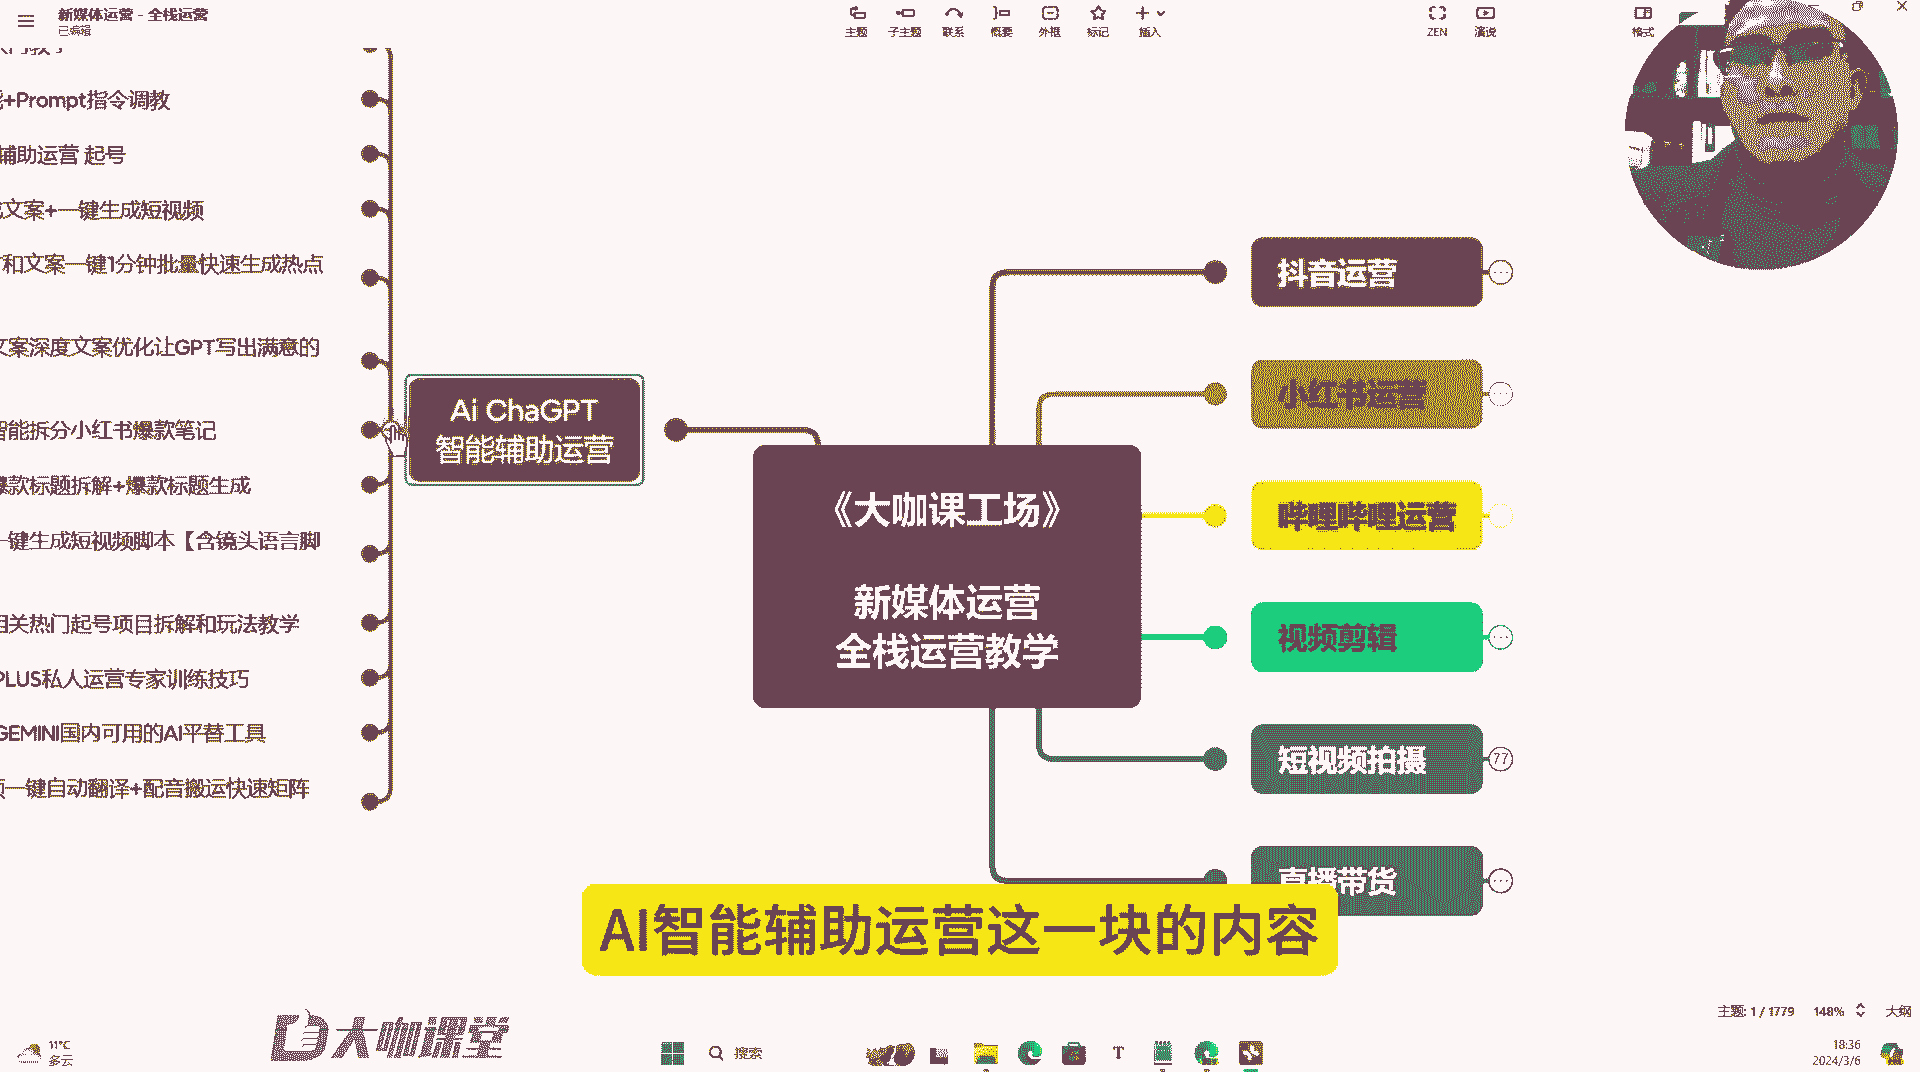 新媒体运营 - 全栈运营
已编辑
主题
子主题
联系
概要
外框
标记
插入
ZEN
演说
格式
+Prompt指令调教
辅助运营 起号
文案+一键生成短视频
和文案一键1分钟批量快速生成热点
文案深度文案优化让GPT写出满意的
智能拆分小红书爆款笔记
爆款标题拆解+爆款标题生成
一键生成短视频脚本【含镜头语言脚
相关热门起号项目拆解和玩法教学
PLUS私人运营专家训练技巧
GEMINI国内可用的AI平替工具
一键自动翻译+配音搬运快速矩阵
Ai ChaGPT
智能辅助运营
《大咖课工场》
新媒体运营
全栈运营教学
抖音运营
小红书运营
哔哩哔哩运营
视频剪辑
短视频拍摄
77
直播带货
AI智能辅助运营这一块的内容
大咖课堂
主题: 1 / 1779
148%
大纲
11°C
多云
搜索
18:36
2024/3/6